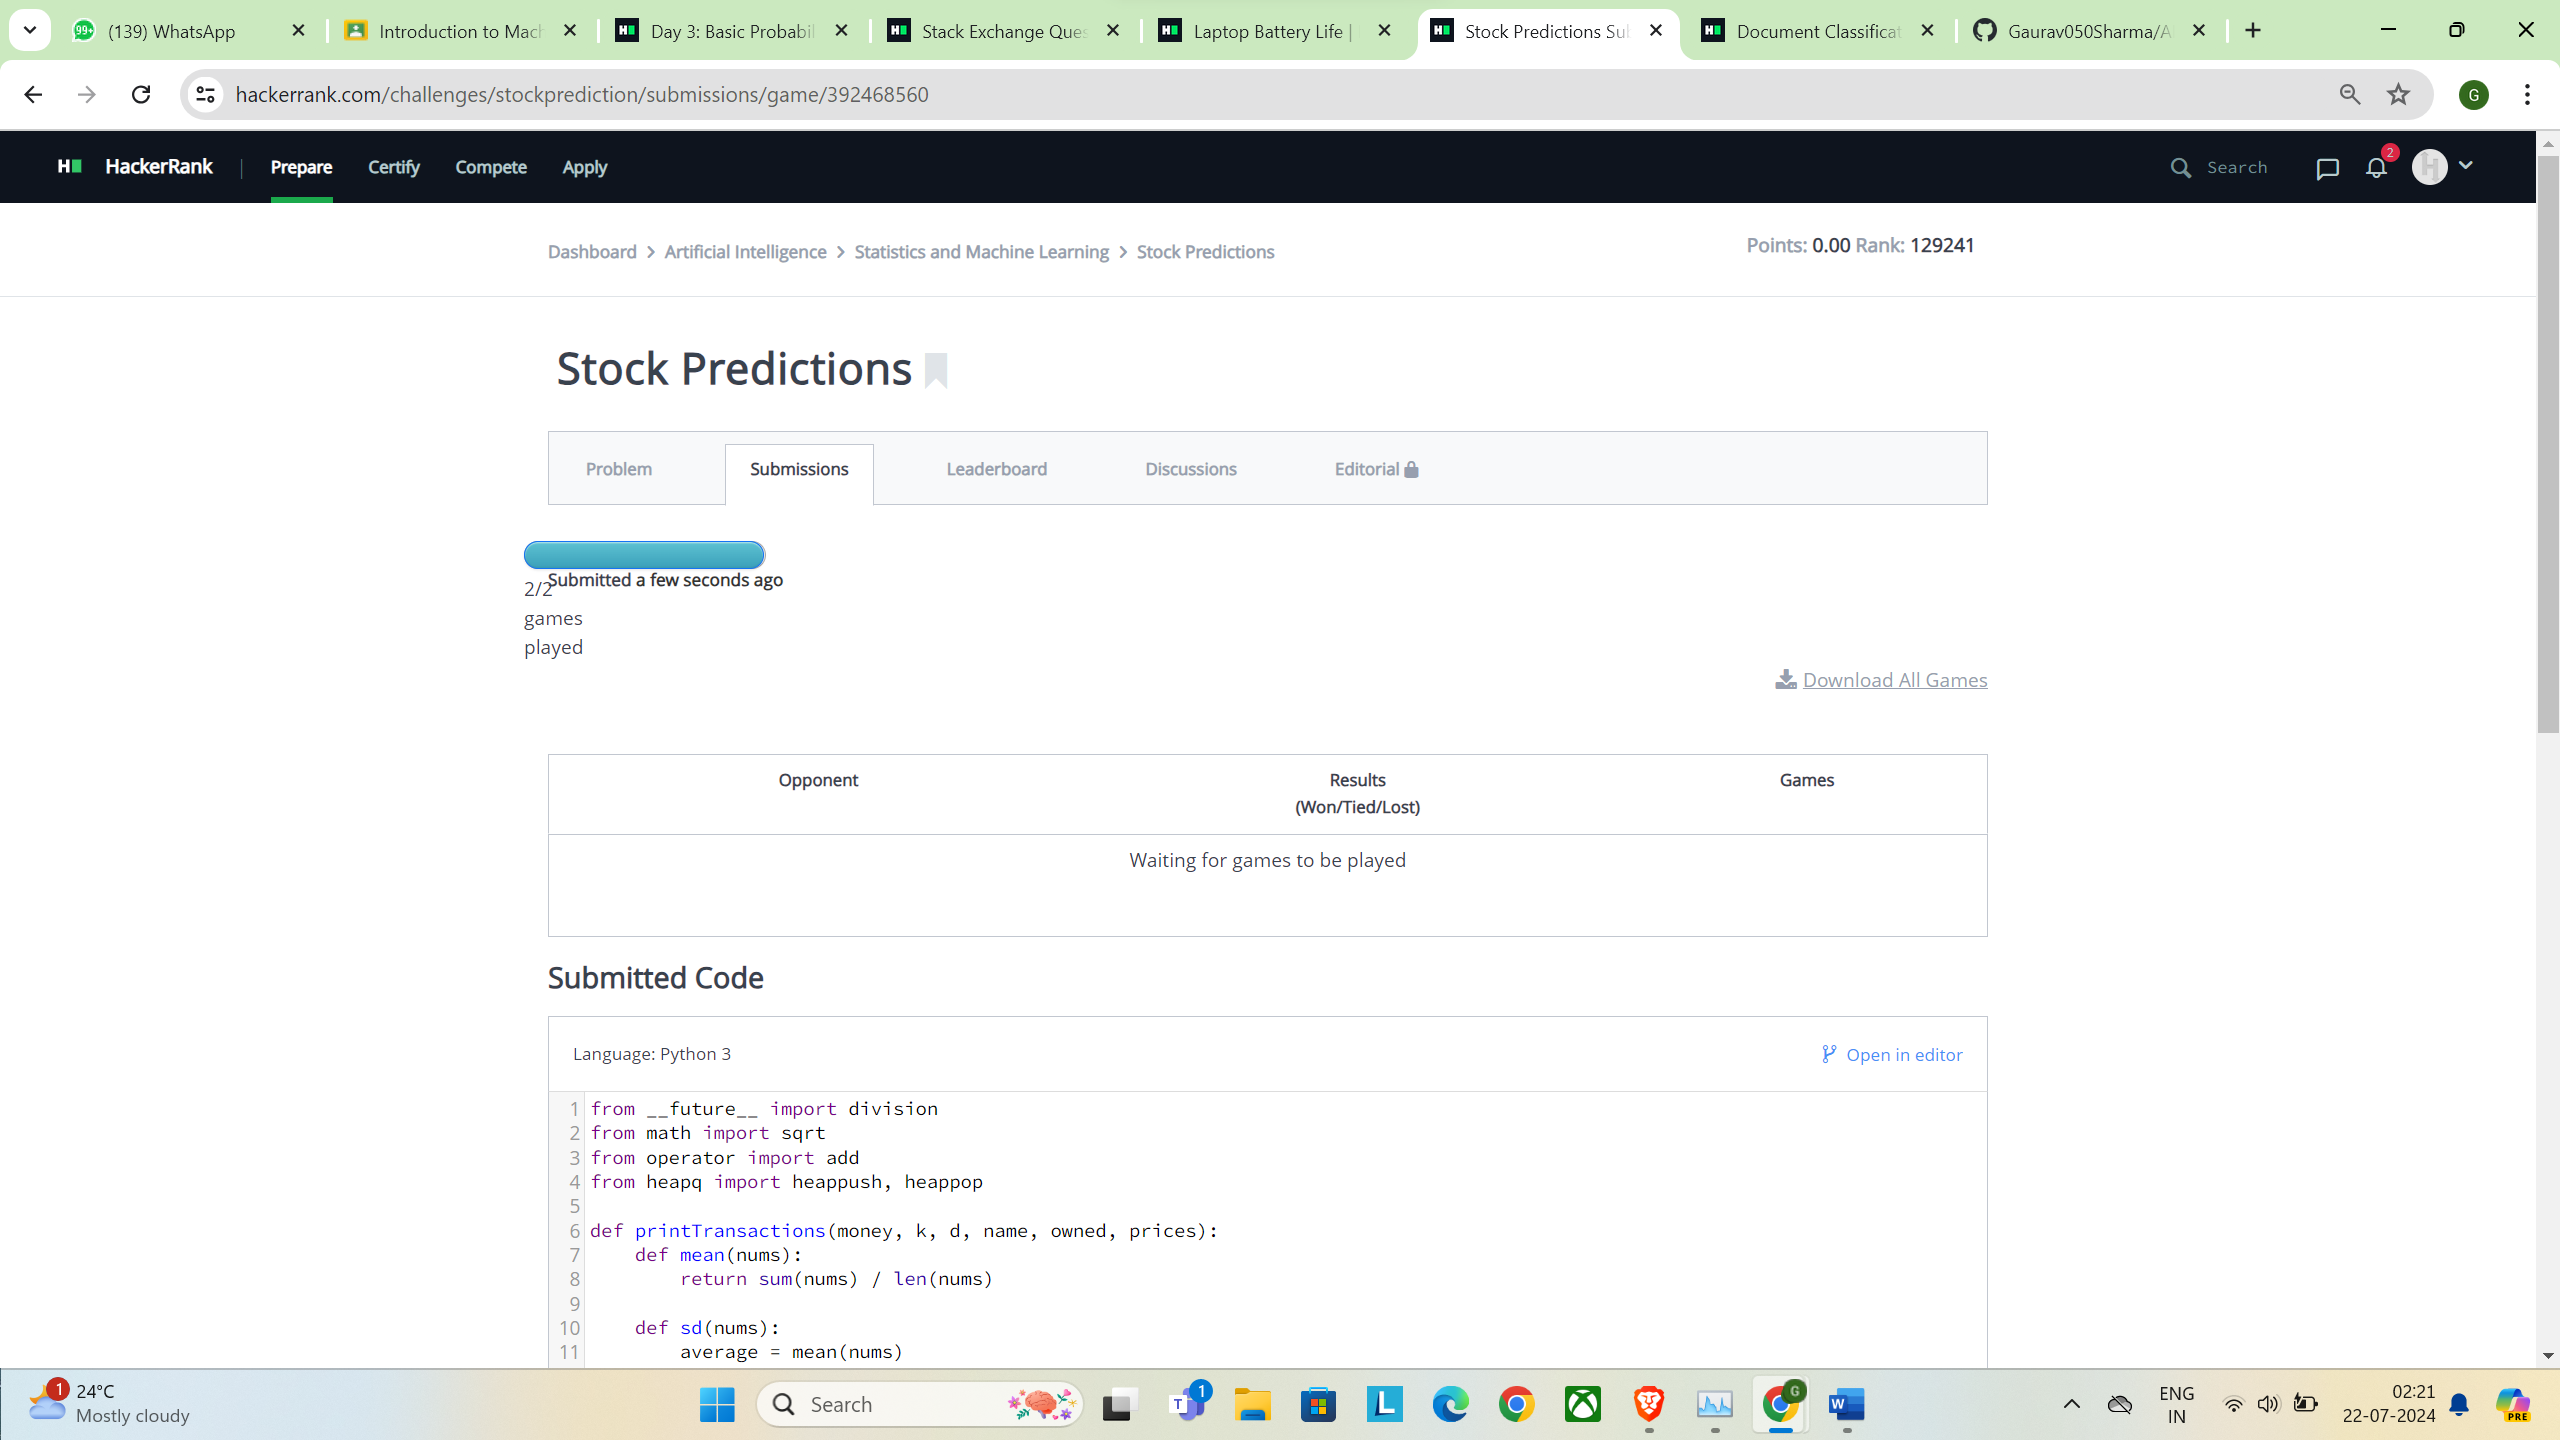 99+ (139) WhatsApp
Introduction to Mach
Day 3: Basic Probabil
Stack Exchange Ques
Laptop Battery Life |
Stock Predictions Sub
Document Classificat
Gaurav050Sharma/A
hackerrank.com/challenges/stockprediction/submissions/game/392468560
G
HackerRank | Prepare Certify Compete Apply
Search
2
Dashboard > Artificial Intelligence > Statistics and Machine Learning > Stock Predictions
Points: 0.00 Rank: 129241
Stock Predictions
Problem Submissions Leaderboard Discussions Editorial
Submitted a few seconds ago
2/2
games
played
Download All Games
Opponent Results Games
(Won/Tied/Lost)
Waiting for games to be played
Submitted Code
Language: Python 3
Open in editor
1 from __future__ import division
2 from math import sqrt
3 from operator import add
4 from heapq import heappush, heappop
5
6 def printTransactions(money, k, d, name, owned, prices):
7     def mean(nums):
8         return sum(nums) / len(nums)
9
10     def sd(nums):
11         average = mean(nums)
1 24°C
Mostly cloudy
Search
1
G
ENG
IN
02:21
22-07-2024
PRE